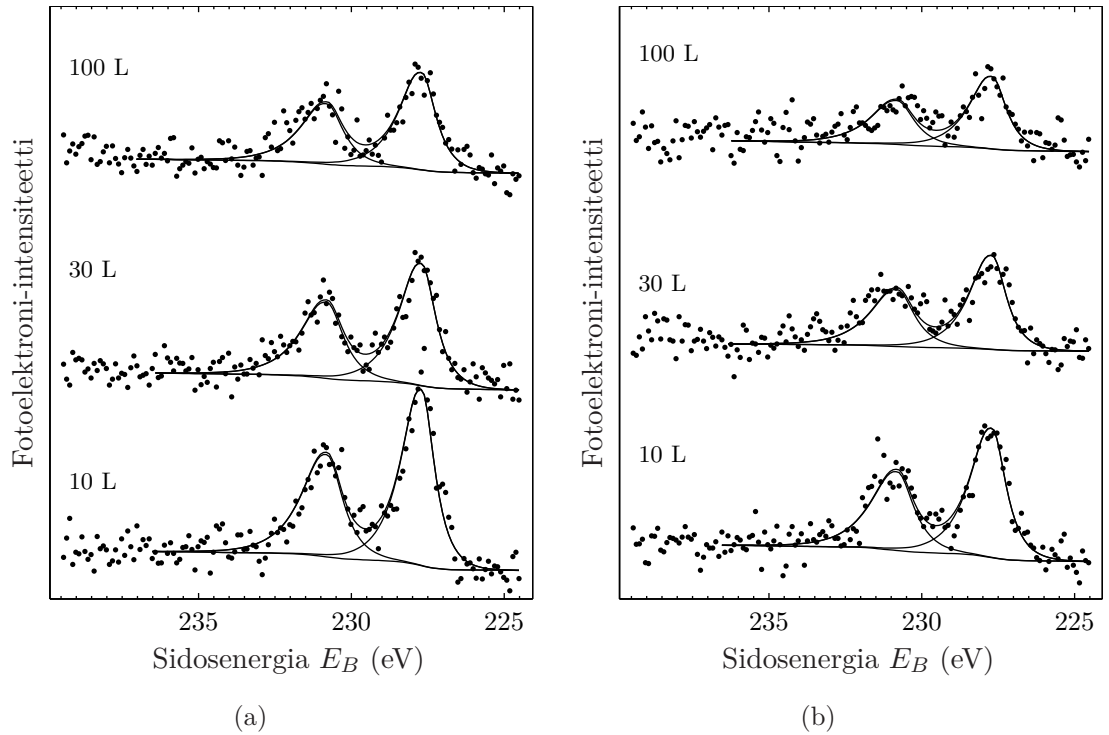 100 L
30 L
10 L
Fotoelektroni-intensiteetti
235 230 225
Sidosenergia E_B (eV)
(a)
100 L
30 L
10 L
Fotoelektroni-intensiteetti
235 230 225
Sidosenergia E_B (eV)
(b)